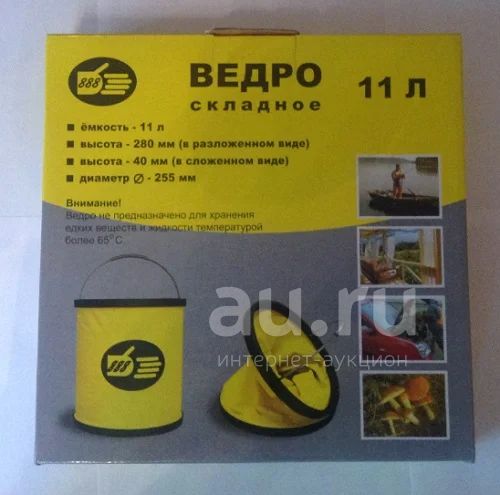 888
ВЕДРО
складное
11 Л
ёмкость - 11 л
высота - 280 мм (в разложенном виде)
высота - 40 мм (в сложенном виде)
диаметр ∅ - 255 мм
Внимание!
Ведро не предназначено для хранения
едких веществ и жидкости температурой
более 65°С.
888
au.ru
интернет-аукцион